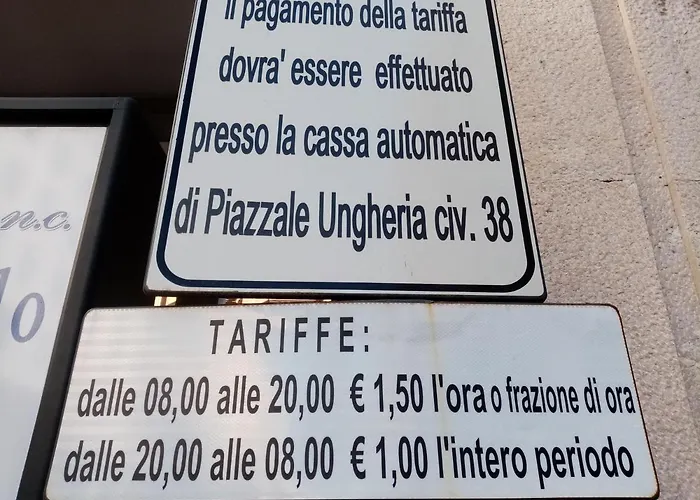 Il pagamento della tariffa
dovra' essere effettuato
presso la cassa automatica
di Piazzale Ungheria civ. 38
n.c.
lo
TARIFFE:
dalle 08,00 alle 20,00 € 1,50 l'ora o frazione di ora
dalle 20,00 alle 08,00 € 1,00 l'intero periodo